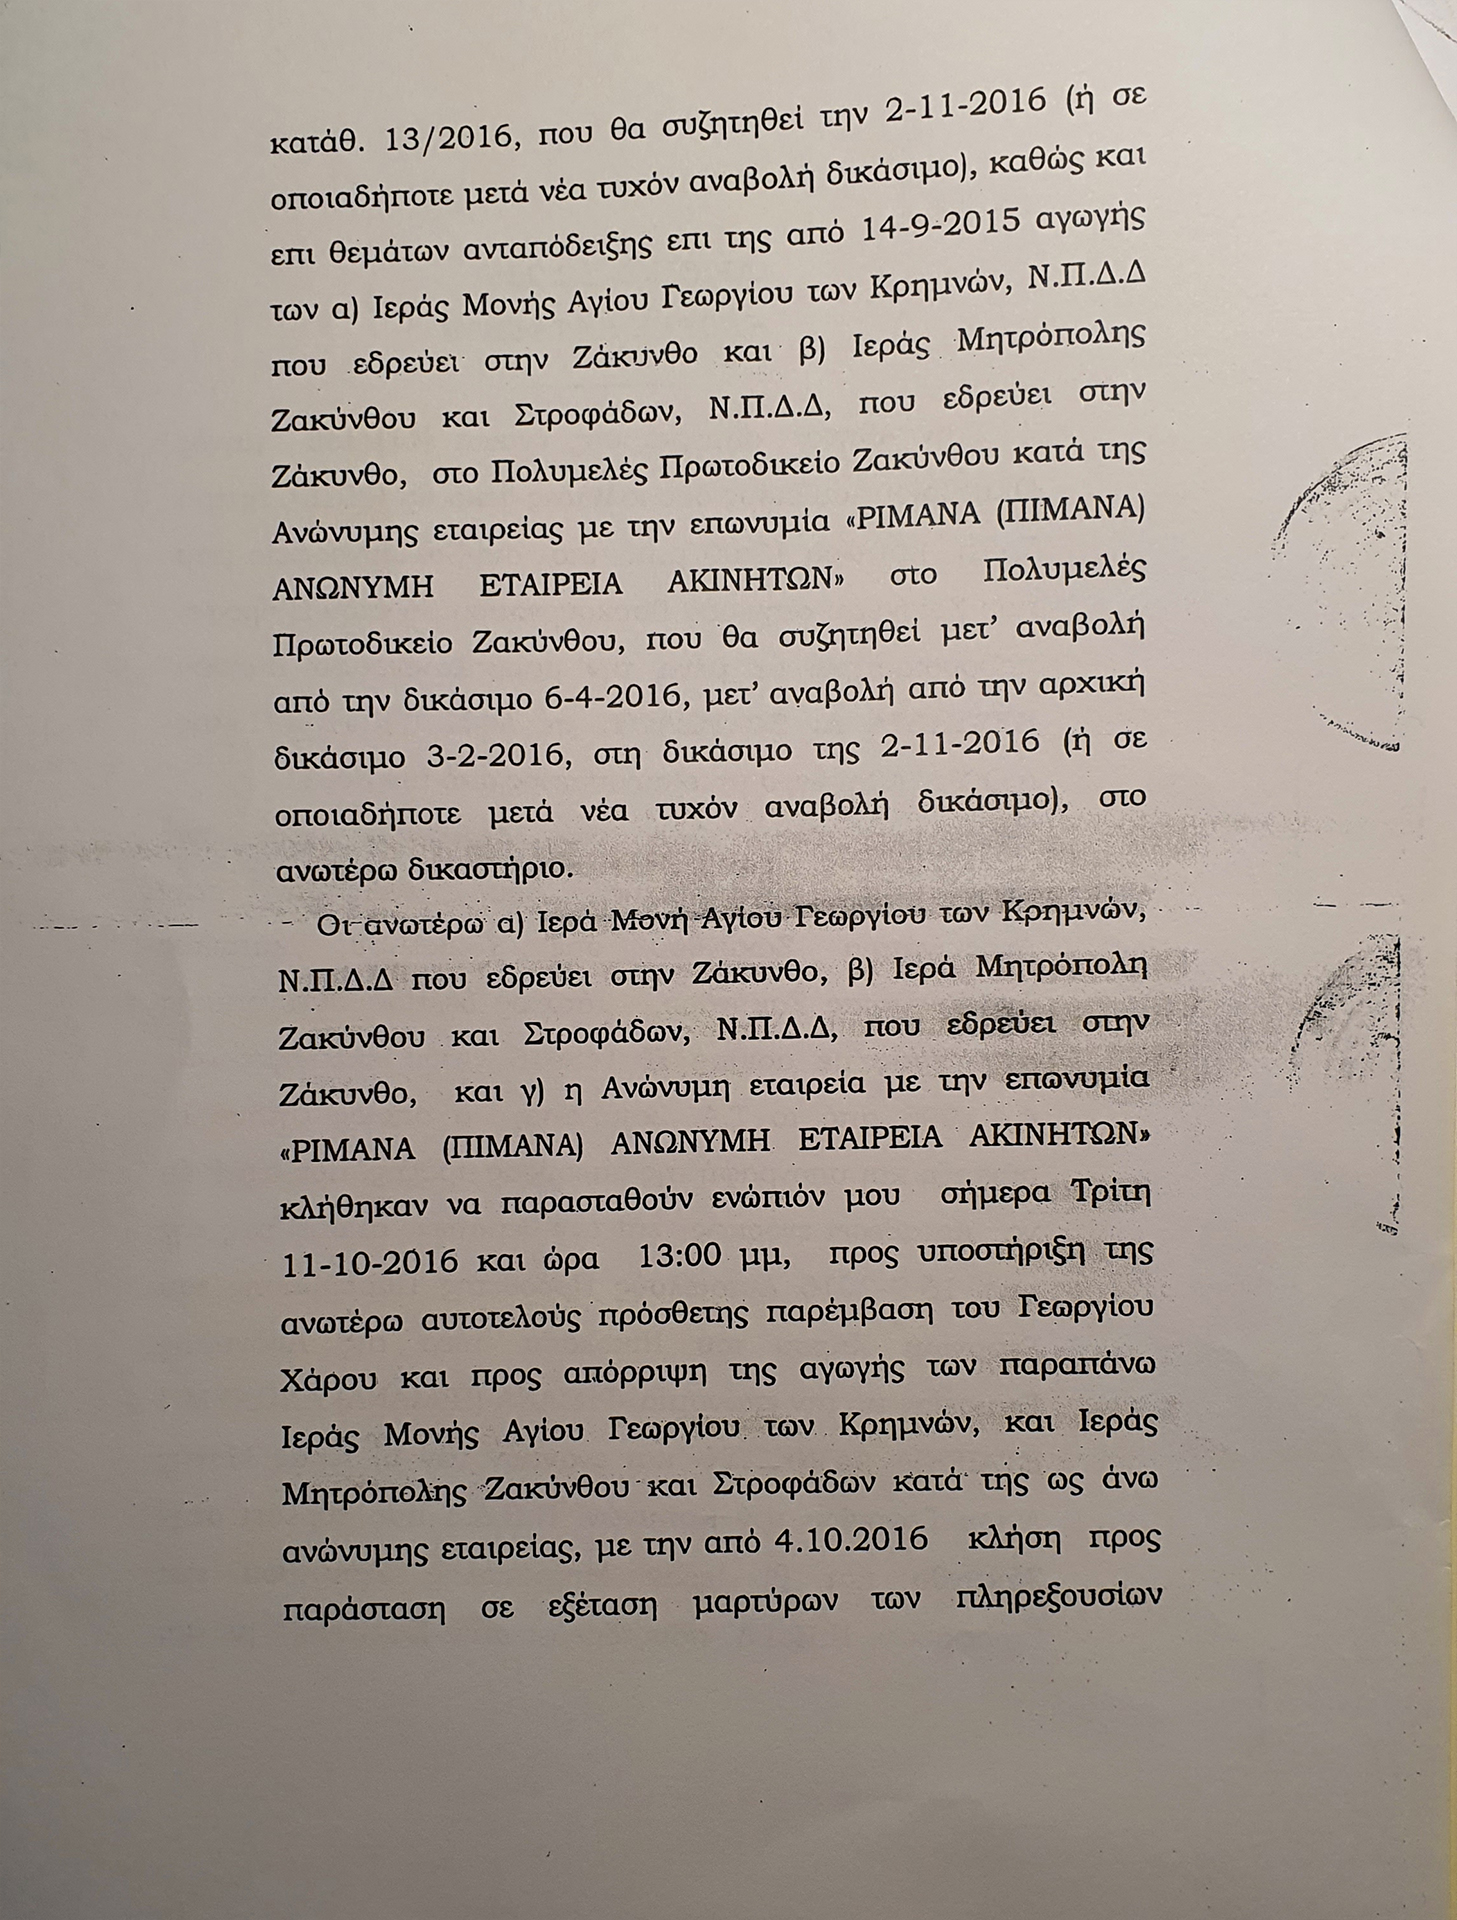 κατάθ. 13/2016, που θα συζητηθεί την 2-11-2016 (ή σε
οποιαδήποτε μετά νέα τυχόν αναβολή δικάσιμο), καθώς και
επι θεμάτων ανταπόδειξης επι της από 14-9-2015 αγωγής
των α) Ιεράς Μονής Αγίου Γεωργίου των Κρημνών, Ν.Π.Δ.Δ
που εδρεύει στην Ζάκυνθο και β) Ιεράς Μητρόπολης
Ζακύνθου και Στροφάδων, Ν.Π.Δ.Δ, που εδρεύει στην
Ζάκυνθο, στο Πολυμελές Πρωτοδικείο Ζακύνθου κατά της
Ανώνυμης εταιρείας με την επωνυμία «ΡΙΜΑΝΑ (ΠΙΜΑΝΑ)
ΑΝΩΝΥΜΗ ΕΤΑΙΡΕΙΑ ΑΚΙΝΗΤΩΝ» στο Πολυμελές
Πρωτοδικείο Ζακύνθου, που θα συζητηθεί μετ’ αναβολή
από την δικάσιμο 6-4-2016, μετ’ αναβολή από την αρχική
δικάσιμο 3-2-2016, στη δικάσιμο της 2-11-2016 (ή σε
οποιαδήποτε μετά νέα τυχόν αναβολή δικάσιμο), στο
ανωτέρω δικαστήριο.
Οι ανωτέρω α) Ιερά Μονή Αγίου Γεωργίου των Κρημνών,
Ν.Π.Δ.Δ που εδρεύει στην Ζάκυνθο, β) Ιερά Μητρόπολη
Ζακύνθου και Στροφάδων, Ν.Π.Δ.Δ, που εδρεύει στην
Ζάκυνθο, και γ) η Ανώνυμη εταιρεία με την επωνυμία
«ΡΙΜΑΝΑ (ΠΙΜΑΝΑ) ΑΝΩΝΥΜΗ ΕΤΑΙΡΕΙΑ ΑΚΙΝΗΤΩΝ»
κλήθηκαν να παρασταθούν ενώπιόν μου σήμερα Τρίτη
11-10-2016 και ώρα 13:00 μμ, προς υποστήριξη της
ανωτέρω αυτοτελούς πρόσθετης παρέμβαση του Γεωργίου
Χάρου και προς απόρριψη της αγωγής των παραπάνω
Ιεράς Μονής Αγίου Γεωργίου των Κρημνών, και Ιεράς
Μητρόπολης Ζακύνθου και Στροφάδων κατά της ως άνω
ανώνυμης εταιρείας, με την από 4.10.2016 κλήση προς
παράσταση σε εξέταση μαρτύρων των πληρεξουσίων